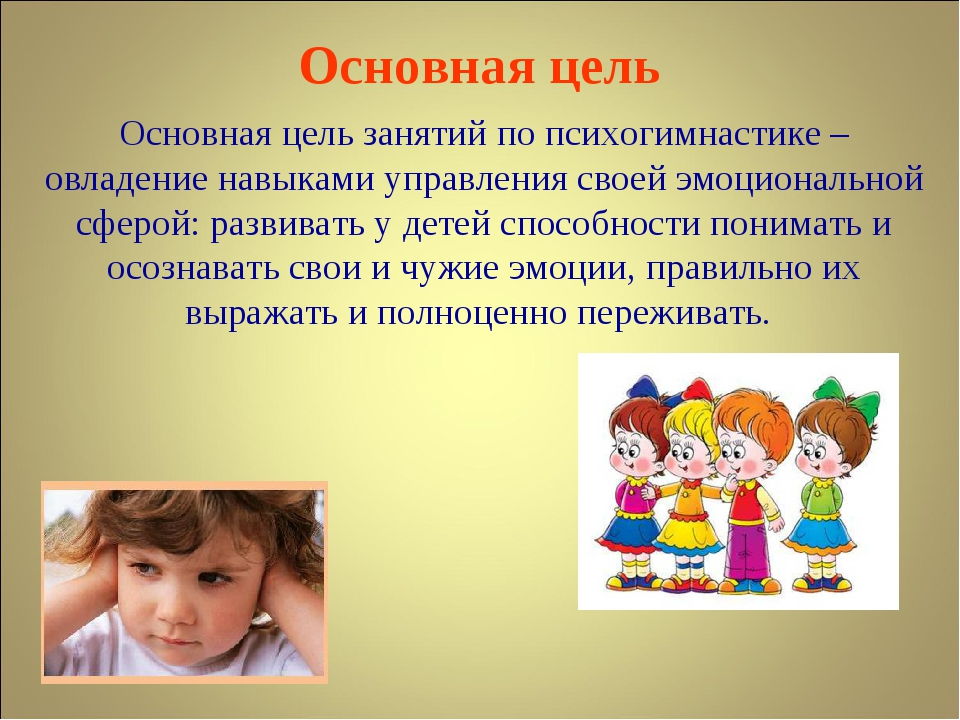 Основная цель
Основная цель занятий по психогимнастике –
овладение навыками управления своей эмоциональной
сферой: развивать у детей способности понимать и
осознавать свои и чужие эмоции, правильно их
выражать и полноценно переживать.